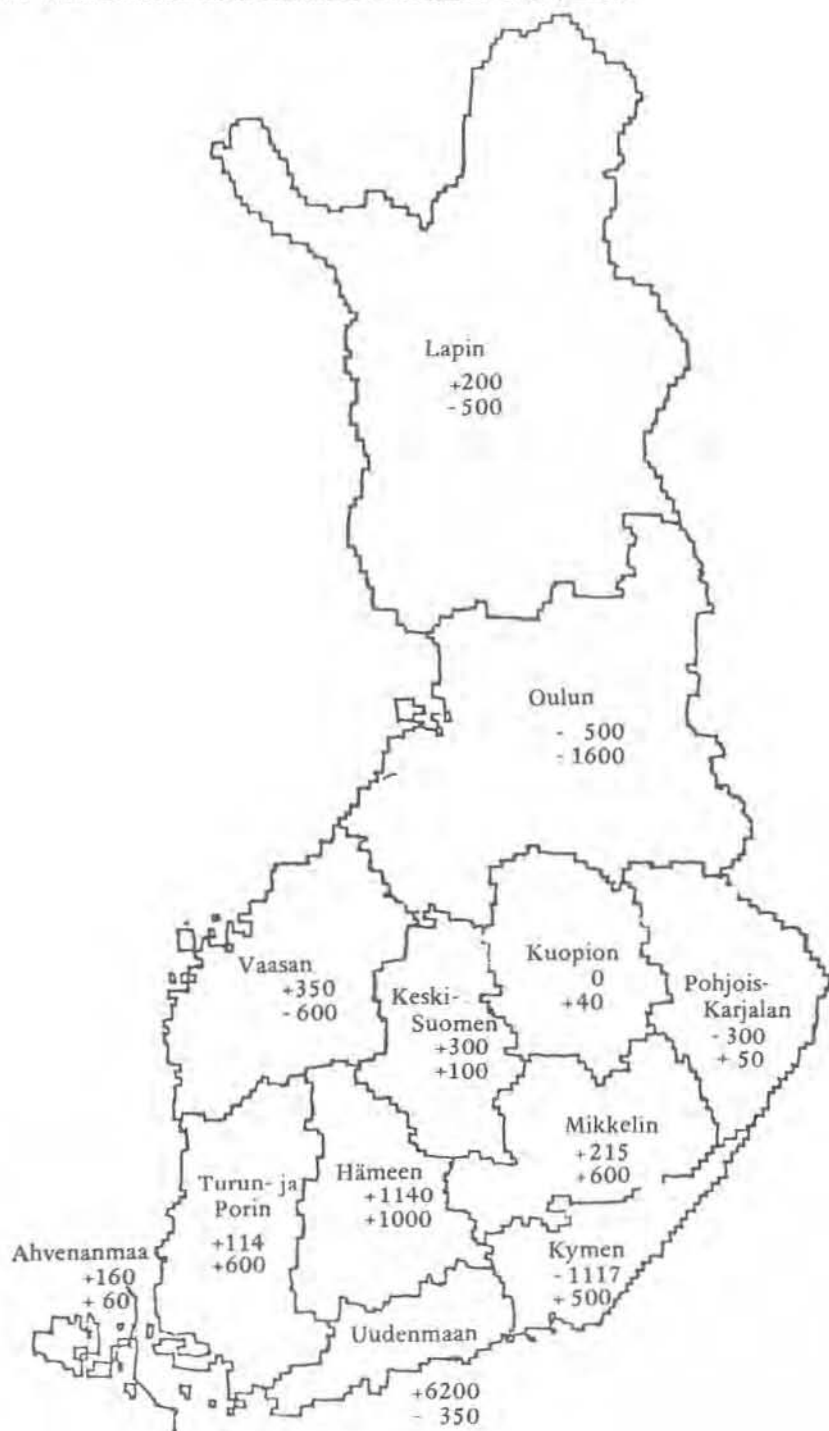 Lapin
+200
- 500
Oulun
- 500
- 1600
Vaasan
+350
- 600
Keski-
Suomen
+300
+100
Kuopion
0
+40
Pohjois-
Karjalan
- 300
+ 50
Mikkelin
+215
+600
Turun- ja
Porin
+114
+600
Hämeen
+1140
+1000
Kymen
- 1117
+ 500
Ahvenanmaa
+160
+ 60
Uudenmaan
+6200
- 350